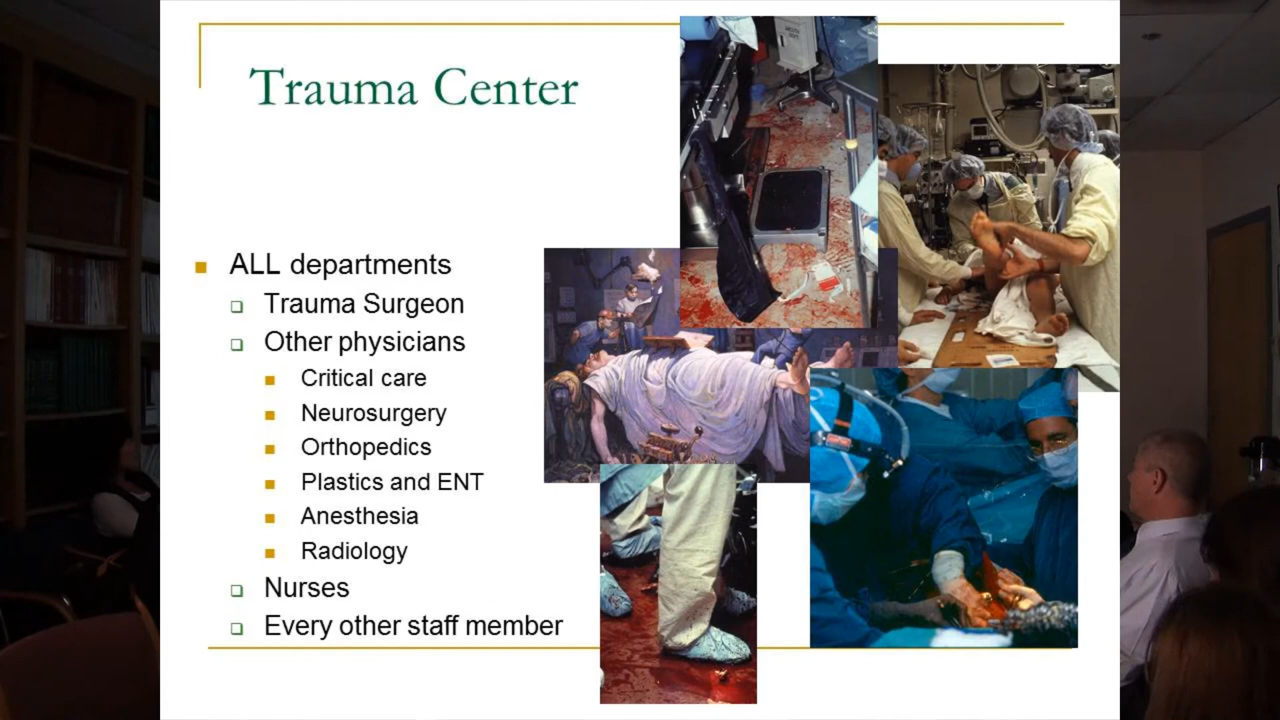 Trauma Center
ALL departments
Trauma Surgeon
Other physicians
Critical care
Neurosurgery
Orthopedics
Plastics and ENT
Anesthesia
Radiology
Nurses
Every other staff member